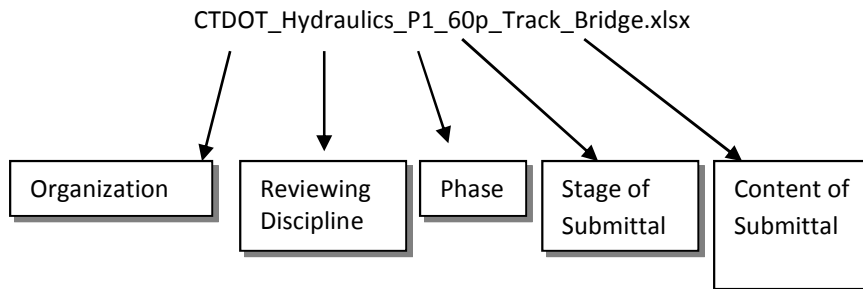 CTDOT_Hydraulics_P1_60p_Track_Bridge.xlsx
Organization
Reviewing
Discipline
Phase
Stage of
Submittal
Content of
Submittal